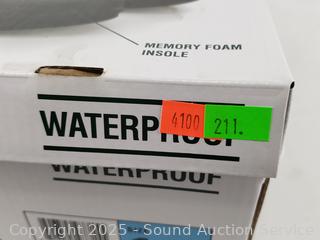 MEMORY FOAM
INSOLE
WATERPROOF
4100 211.
WATERPROOF
Copyright 2025 - Sound Auction Service